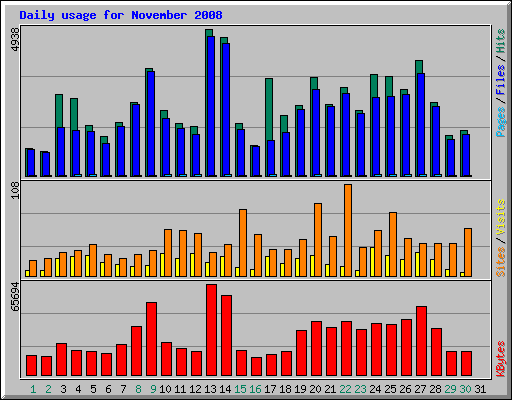 Daily usage for November 2008
4938
Pages / Files / Hits
108
Sites / Visits
65694
KBytes
1 2 3 4 5 6 7 8 9 10 11 12 13 14 15 16 17 18 19 20 21 22 23 24 25 26 27 28 29 30 31